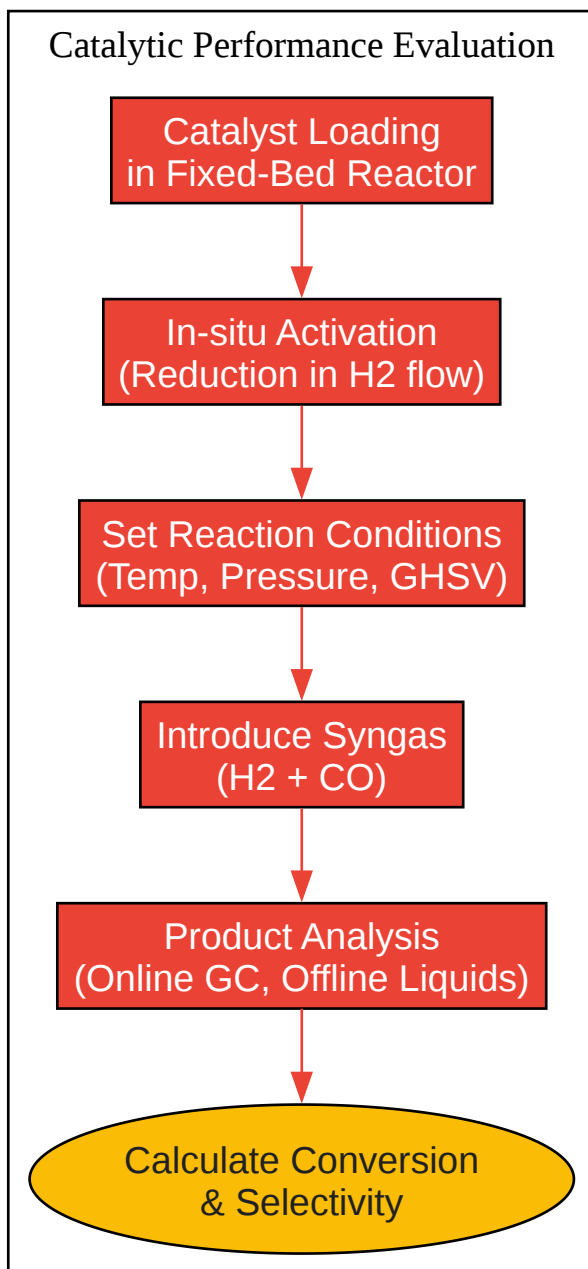 Catalytic Performance Evaluation
Catalyst Loading
in Fixed-Bed Reactor
In-situ Activation
(Reduction in H2 flow)
Set Reaction Conditions
(Temp, Pressure, GHSV)
Introduce Syngas
(H2 + CO)
Product Analysis
(Online GC, Offline Liquids)
Calculate Conversion
& Selectivity